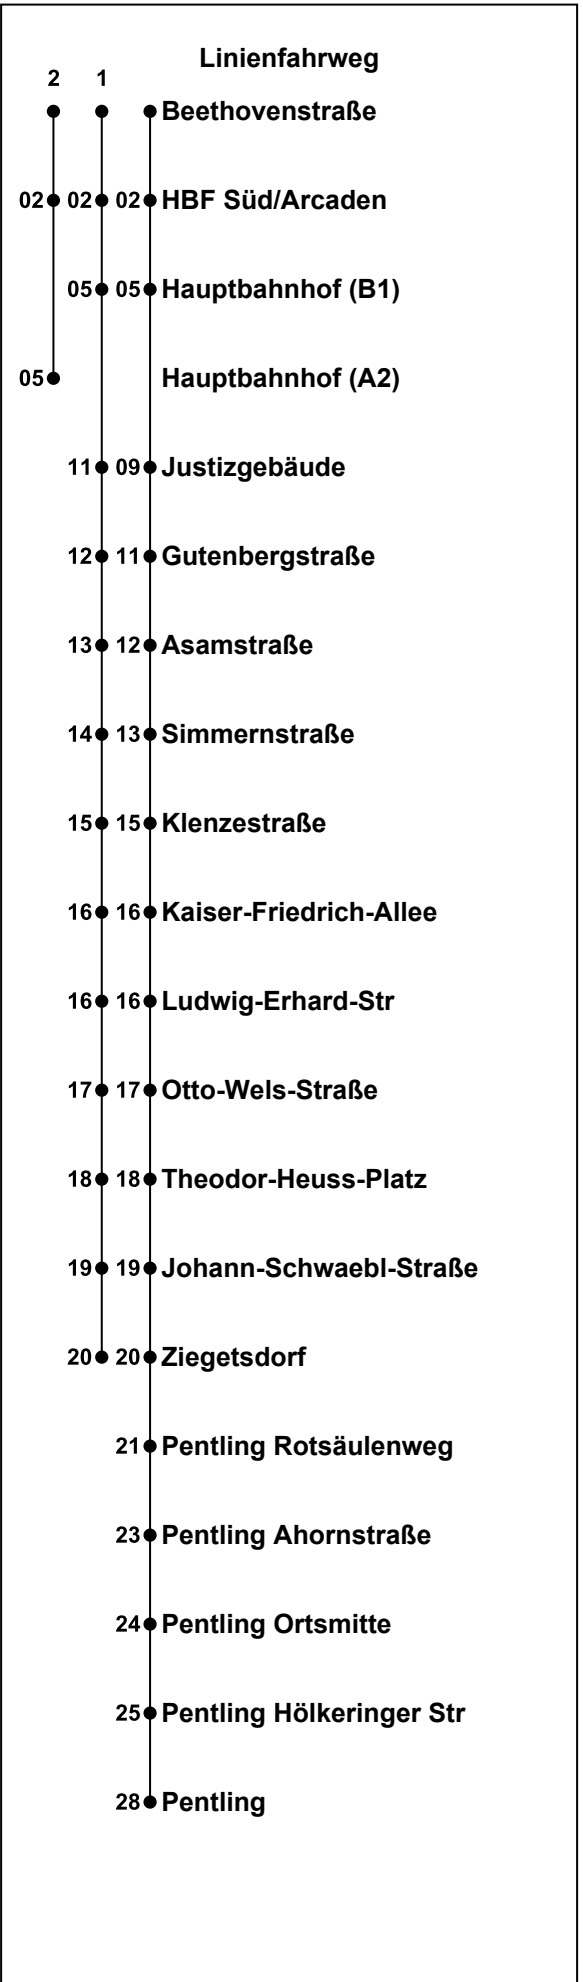 Linienfahrweg
2 1
Beethovenstraße
02 02 02 HBF Süd/Arcaden
05 05 Hauptbahnhof (B1)
05 Hauptbahnhof (A2)
11 09 Justizgebäude
12 11 Gutenbergstraße
13 12 Asamstraße
14 13 Simmernstraße
15 15 Klenzestraße
16 16 Kaiser-Friedrich-Allee
16 16 Ludwig-Erhard-Str
17 17 Otto-Wels-Straße
18 18 Theodor-Heuss-Platz
19 19 Johann-Schwaebl-Straße
20 20 Ziegetsdorf
21 Pentling Rotsäulenweg
23 Pentling Ahornstraße
24 Pentling Ortsmitte
25 Pentling Hölkeringer Str
28 Pentling